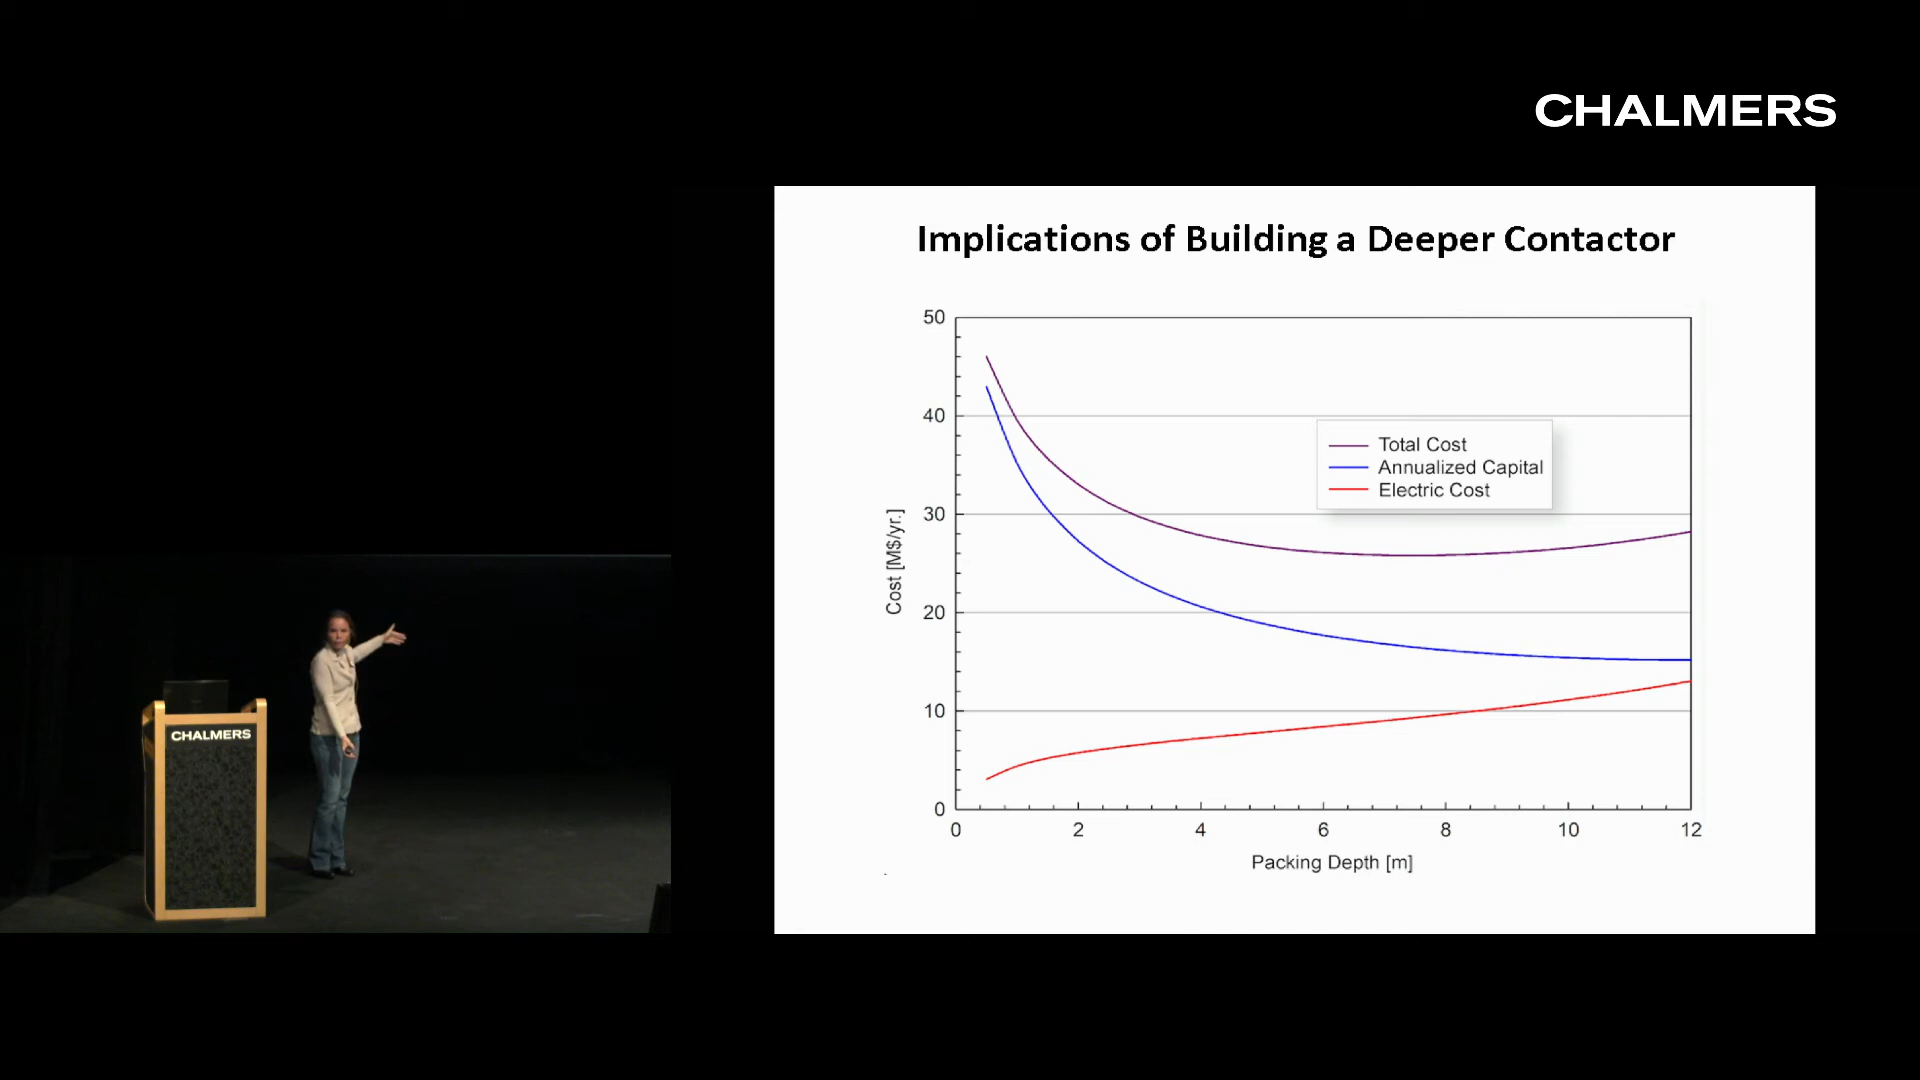 CHALMERS
Implications of Building a Deeper Contactor
50
40
30
20
10
0
Cost [M$/yr.]
Total Cost
Annualized Capital
Electric Cost
0 2 4 6 8 10 12
Packing Depth [m]
CHALMERS